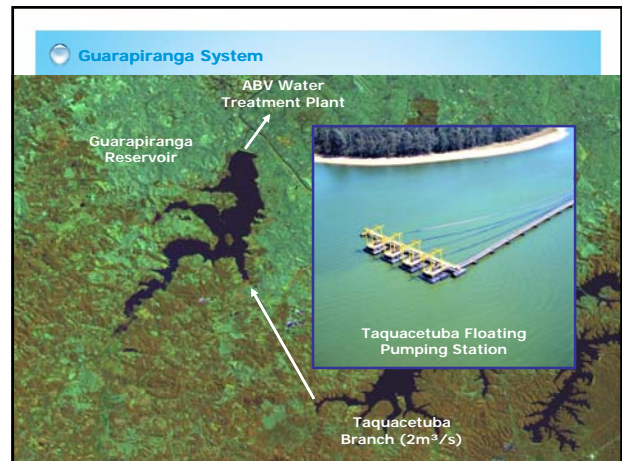 Guarapiranga System
ABV Water
Treatment Plant
Guarapiranga
Reservoir
Taquacetuba Floating
Pumping Station
Taquacetuba
Branch (2m³/s)